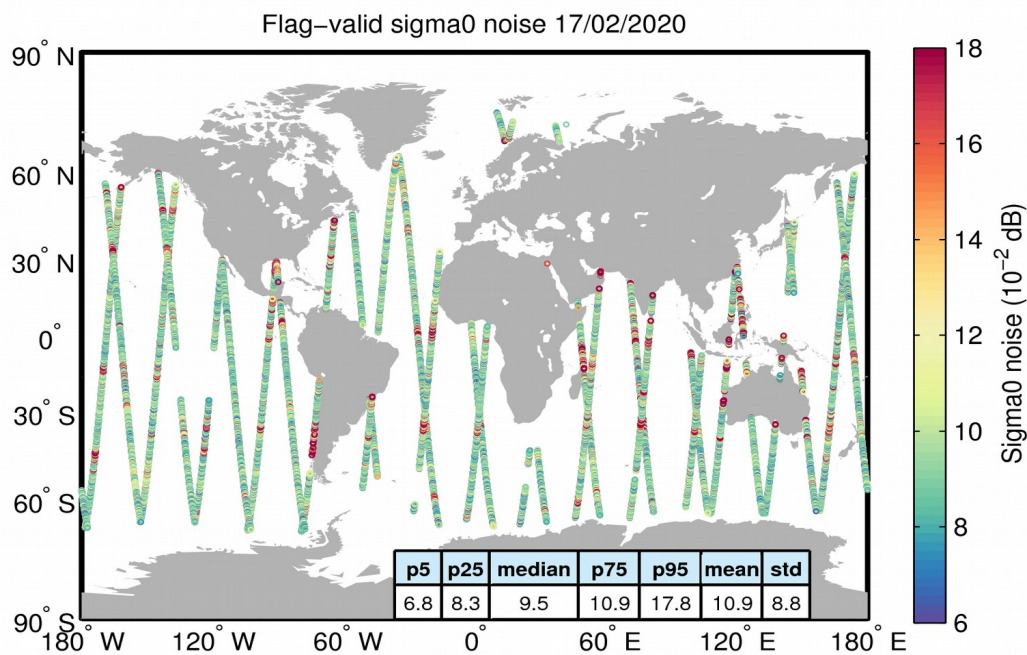 Flag−valid sigma0 noise 17/02/2020
90° N
60° N
30° N
0°
30° S
60° S
90° S
180° W
120° W
60° W
0°
60° E
120° E
180° E
p5 p25 median p75 p95 mean std
6.8 8.3 9.5 10.9 17.8 10.9 8.8
18
16
14
12
10
8
6
Sigma0 noise (10⁻² dB)